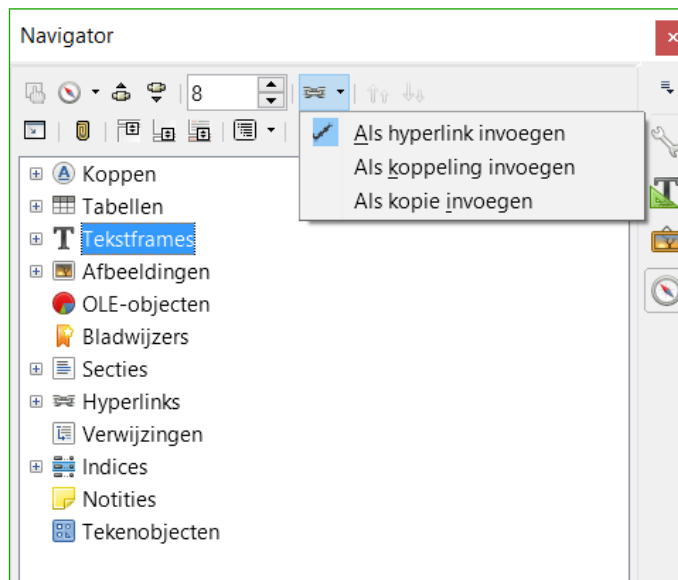 Navigator
8
Als hyperlink invoegen
Als koppeling invoegen
Als kopie invoegen
Koppen
Tabellen
Tekstframes
Afbeeldingen
OLE-objecten
Bladwijzers
Secties
Hyperlinks
Verwijzingen
Indices
Notities
Tekenobjecten